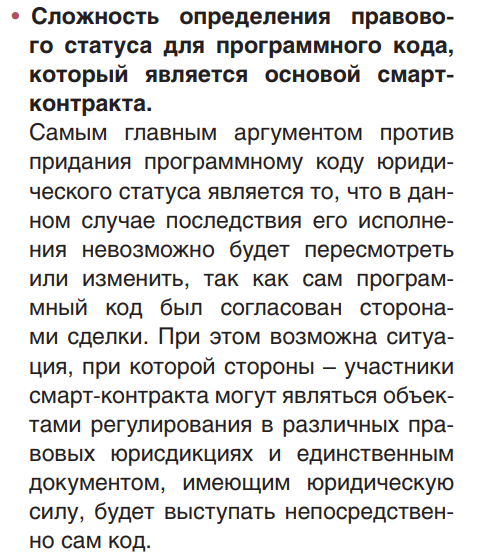 • Сложность определения правово-
го статуса для программного кода,
который является основой смарт-
контракта.
Самым главным аргументом против
придания программному коду юриди-
ческого статуса является то, что в дан-
ном случае последствия его исполне-
ния невозможно будет пересмотреть
или изменить, так как сам програм-
мный код был согласован сторона-
ми сделки. При этом возможна ситуа-
ция, при которой стороны – участники
смарт-контракта могут являться объек-
тами регулирования в различных пра-
вовых юрисдикциях и единственным
документом, имеющим юридическую
силу, будет выступать непосредствен-
но сам код.